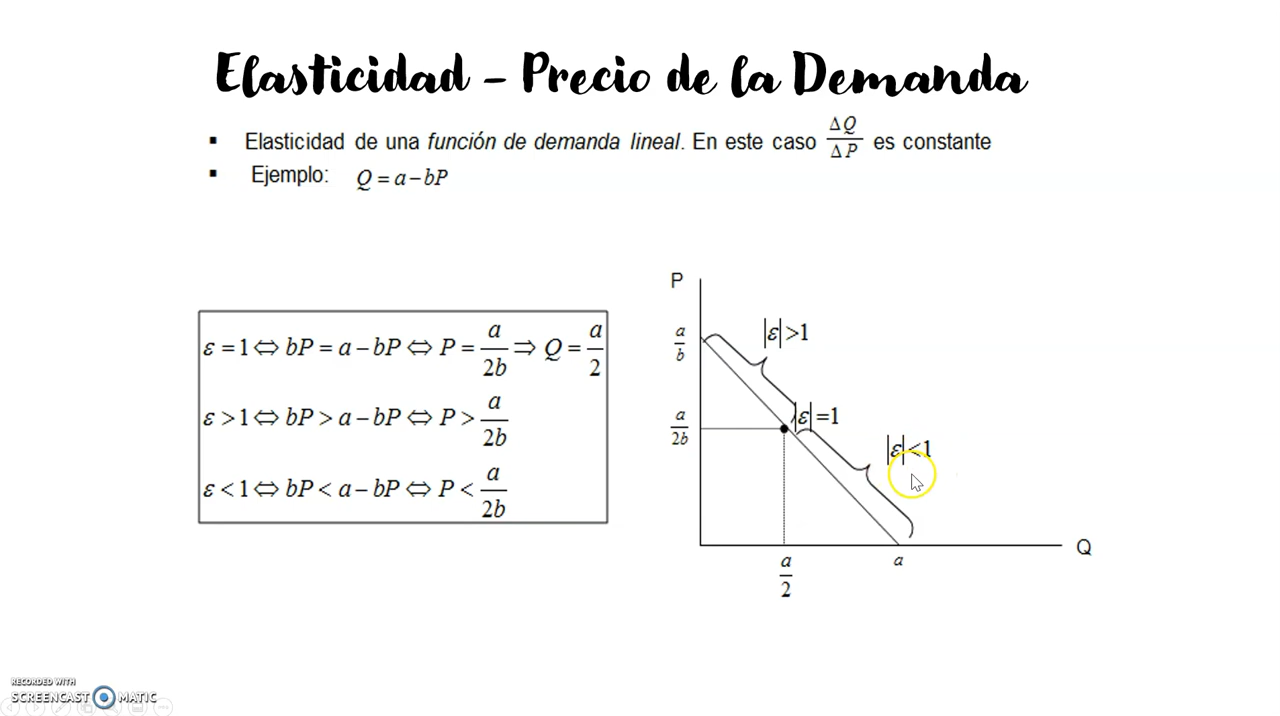 Elasticidad - Precio de la Demanda
▪ Elasticidad de una función de demanda lineal. En este caso ΔQ/ΔP es constante
▪ Ejemplo: Q = a – bP
ε = 1 ⇔ bP = a – bP ⇔ P = a/2b ⇒ Q = a/2
ε > 1 ⇔ bP > a – bP ⇔ P > a/2b
ε < 1 ⇔ bP < a – bP ⇔ P < a/2b
P
a/b
|ε| >1
a/2b
|ε| =1
|ε| <1
Q
a/2
a
RECORDED WITH
SCREENCAST MATIC